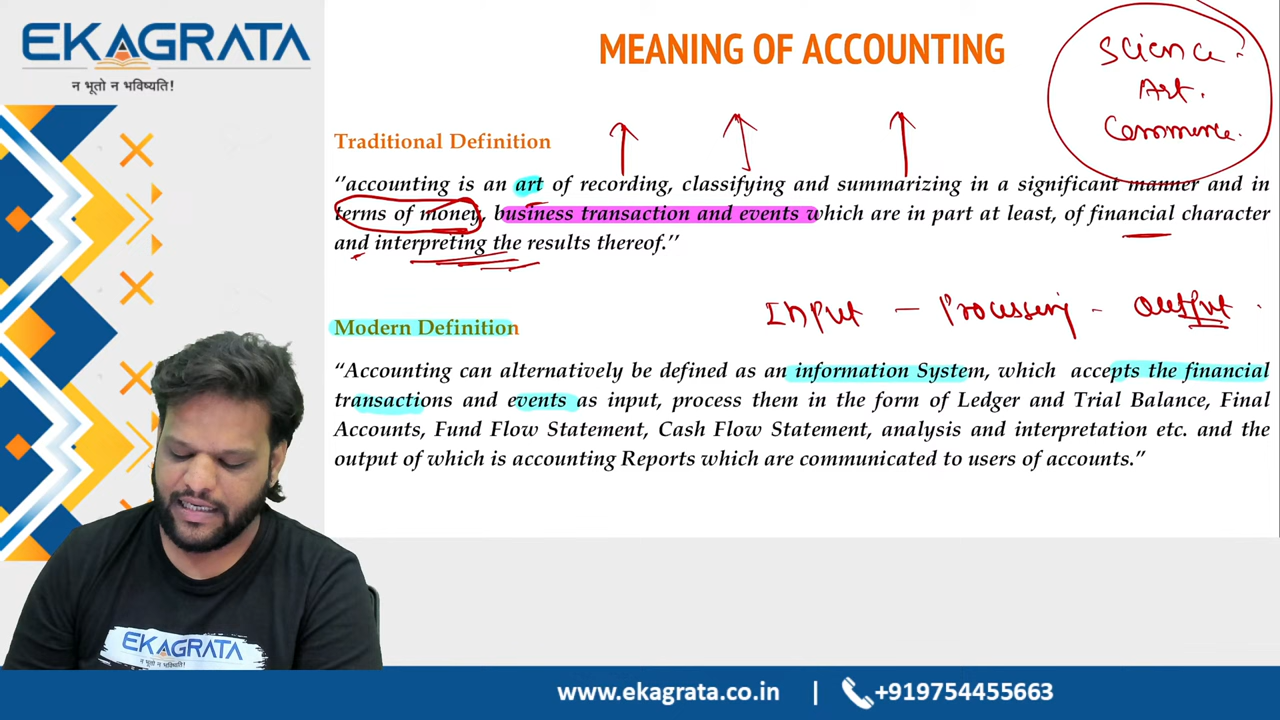 EKAGRATA
न भूतो न भविष्यति!
MEANING OF ACCOUNTING
Science?
Art.
Commerce.
Traditional Definition
‘’accounting is an art of recording, classifying and summarizing in a significant manner and in
terms of money, business transaction and events which are in part at least, of financial character
and interpreting the results thereof.’’
Input – Processing - Output
Modern Definition
“Accounting can alternatively be defined as an information System, which accepts the financial
transactions and events as input, process them in the form of Ledger and Trial Balance, Final
Accounts, Fund Flow Statement, Cash Flow Statement, analysis and interpretation etc. and the
output of which is accounting Reports which are communicated to users of accounts.”
EKAGRATA
न भूतो न भविष्यति!
www.ekagrata.co.in | +919754455663